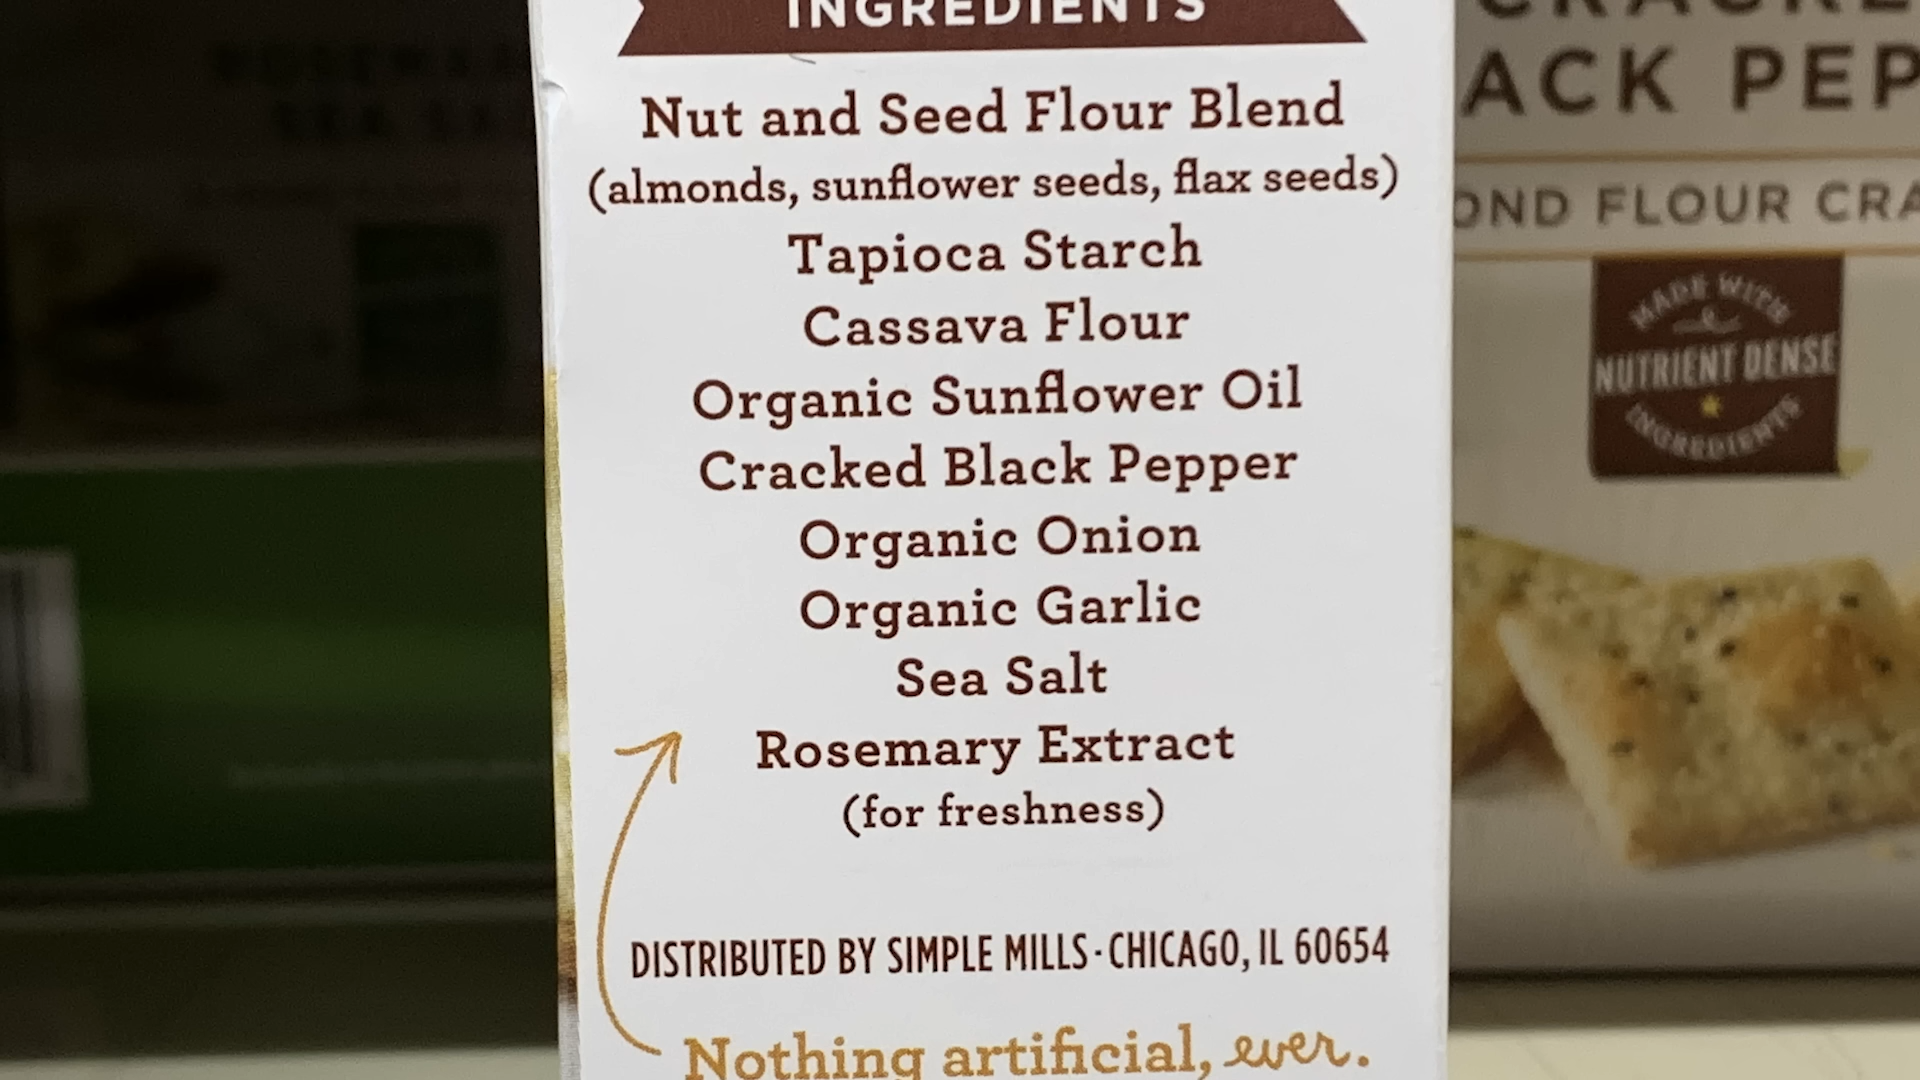 INGREDIENTS
Nut and Seed Flour Blend
(almonds, sunflower seeds, flax seeds)
Tapioca Starch
Cassava Flour
Organic Sunflower Oil
Cracked Black Pepper
Organic Onion
Organic Garlic
Sea Salt
Rosemary Extract
(for freshness)
DISTRIBUTED BY SIMPLE MILLS · CHICAGO, IL 60654
Nothing artificial, ever.
ACK PEP
OND FLOUR CRA
MADE WITH
NUTRIENT DENSE
INGREDIENTS